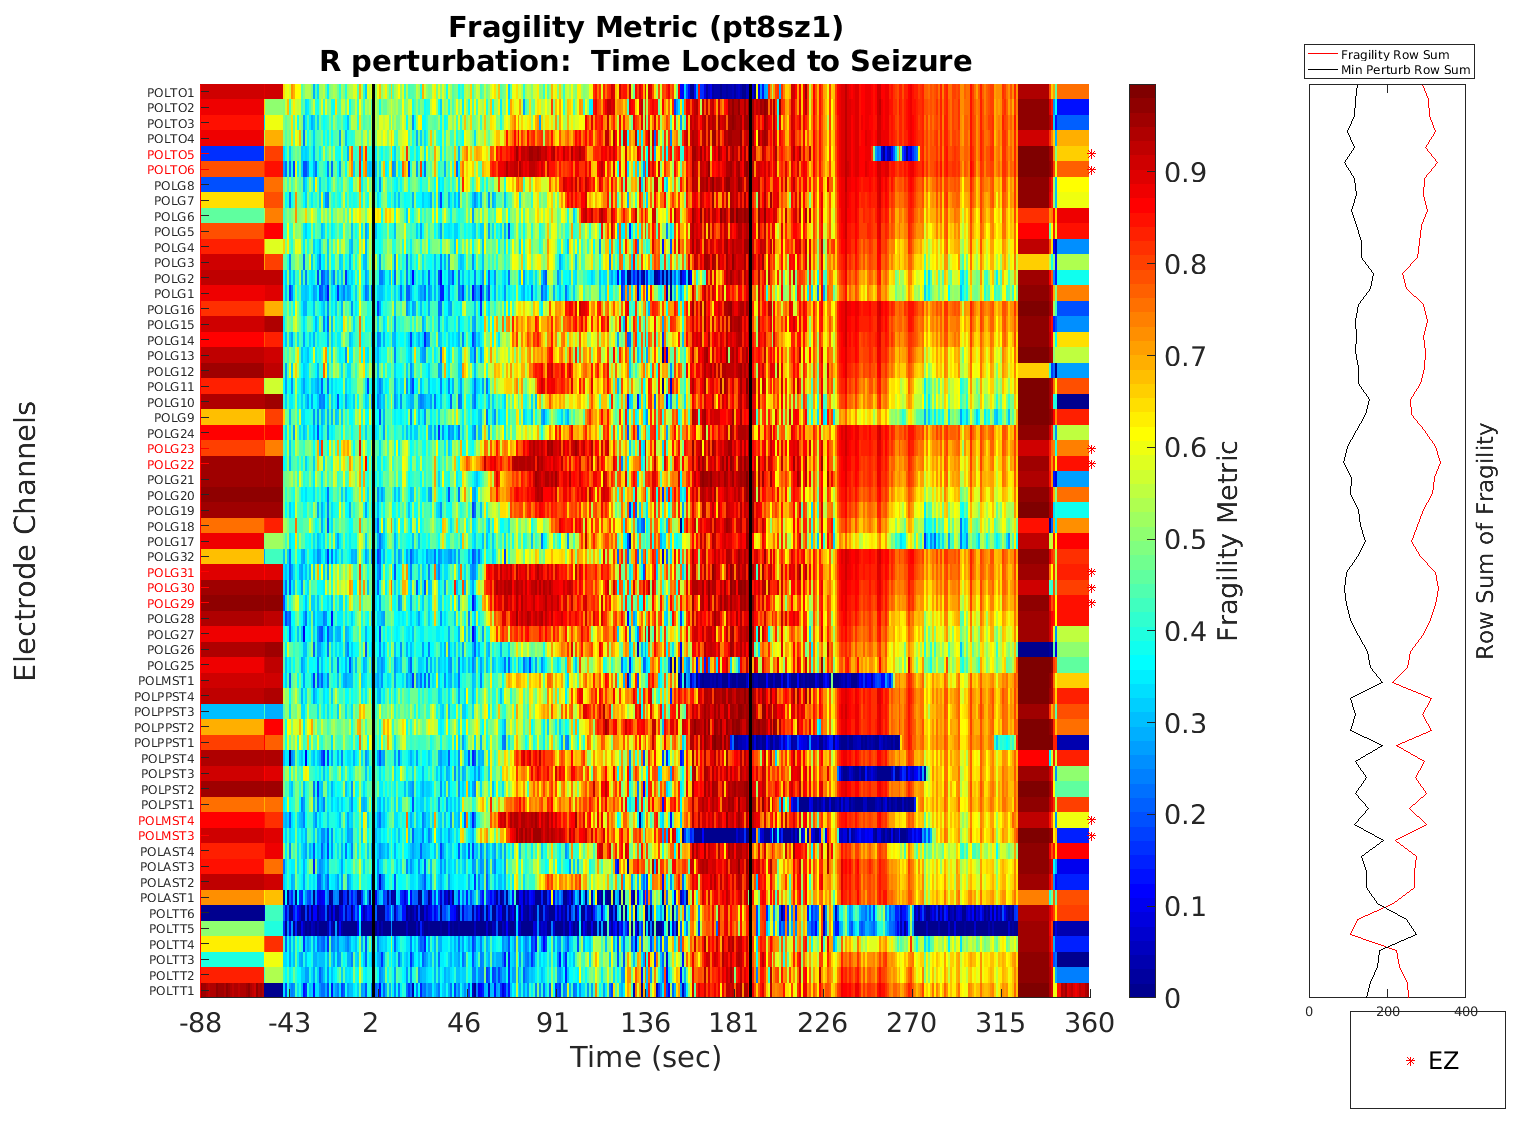 Fragility Metric (pt8sz1)
R perturbation:  Time Locked to Seizure
Fragility Row Sum
Min Perturb Row Sum
Electrode Channels
POLTO1
POLTO2
POLTO3
POLTO4
POLTO5
POLTO6
POLG8
POLG7
POLG6
POLG5
POLG4
POLG3
POLG2
POLG1
POLG16
POLG15
POLG14
POLG13
POLG12
POLG11
POLG10
POLG9
POLG24
POLG23
POLG22
POLG21
POLG20
POLG19
POLG18
POLG17
POLG32
POLG31
POLG30
POLG29
POLG28
POLG27
POLG26
POLG25
POLMST1
POLPPST4
POLPPST3
POLPPST2
POLPPST1
POLPST4
POLPST3
POLPST2
POLPST1
POLMST4
POLMST3
POLAST4
POLAST3
POLAST2
POLAST1
POLTT6
POLTT5
POLTT4
POLTT3
POLTT2
POLTT1
-88 -43 2 46 91 136 181 226 270 315 360
Time (sec)
0.9
0.8
0.7
0.6
0.5
0.4
0.3
0.2
0.1
0
Fragility Metric
0 200 400
Row Sum of Fragility
EZ